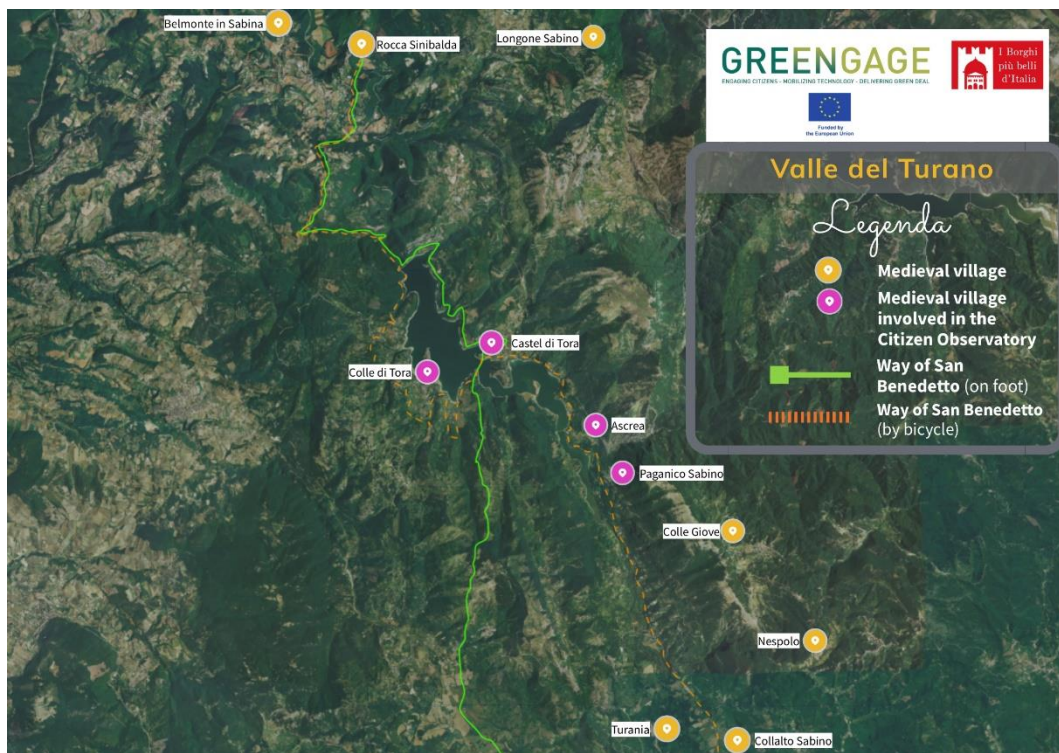 Belmonte in Sabina
Rocca Sinibalda
Longone Sabino
GREENGAGE
ENGAGING CITIZENS - MOBILIZING TECHNOLOGY - DELIVERING GREEN DEAL
Funded by
the European Union
I Borghi
più belli
d'Italia
Valle del Turano
Legenda
Medieval village
Medieval village
involved in the
Citizen Observatory
Way of San
Benedetto (on foot)
Way of San Benedetto
(by bicycle)
Castel di Tora
Colle di Tora
Ascrea
Paganico Sabino
Colle Giove
Nespolo
Turania
Collalto Sabino